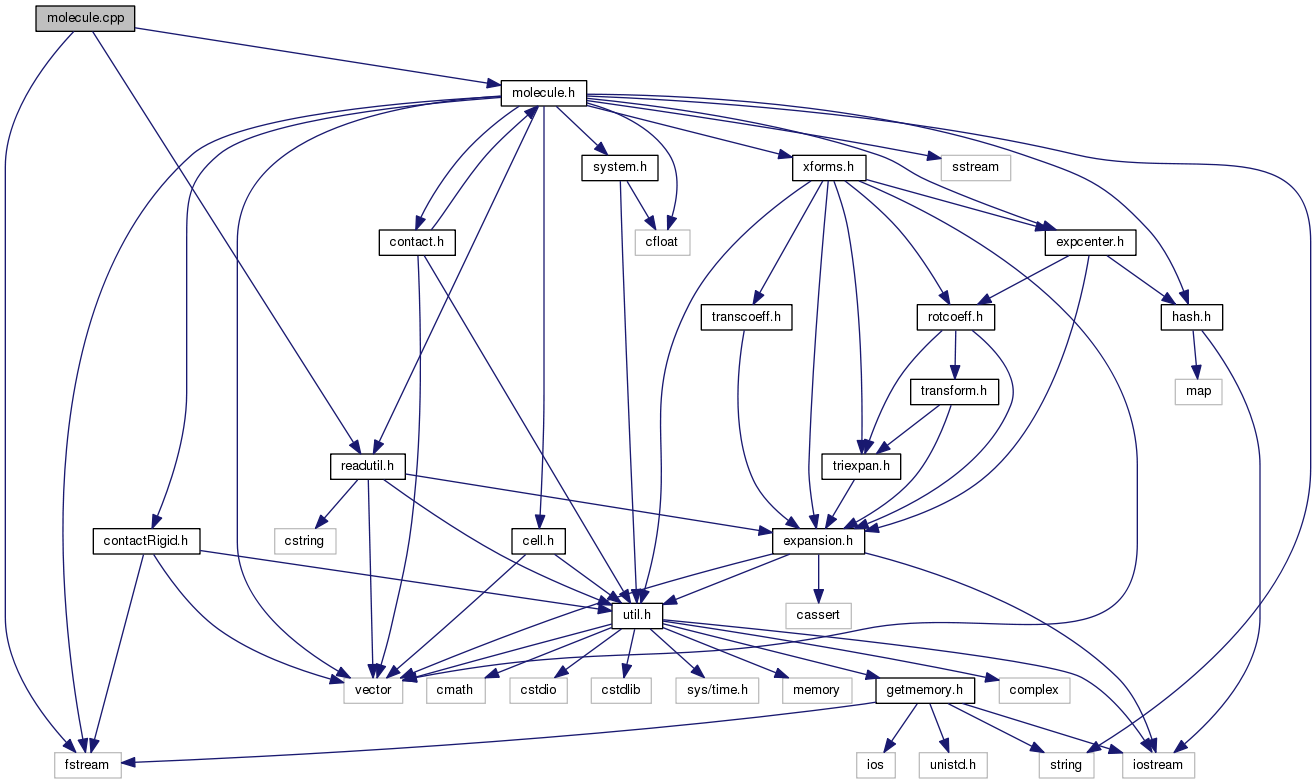 molecule.cpp
molecule.h
system.h
xforms.h
sstream
contact.h
cfloat
expcenter.h
transcoeff.h
rotcoeff.h
hash.h
transform.h
map
readutil.h
triexpan.h
contactRigid.h
cstring
cell.h
expansion.h
util.h
cassert
vector
cmath
cstdio
cstdlib
sys/time.h
memory
getmemory.h
complex
fstream
ios
unistd.h
string
iostream